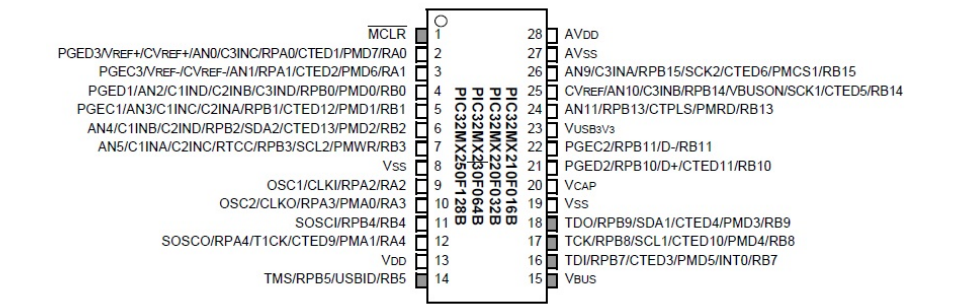 MCLR 1 28 AVDD
PGED3/VREF+/CVREF+/AN0/C3INC/RPA0/CTED1/PMD7/RA0 2 27 AVSS
PGEC3/VREF-/CVREF-/AN1/RPA1/CTED2/PMD6/RA1 3 26 AN9/C3INA/RPB15/SCK2/CTED6/PMCS1/RB15
PGED1/AN2/C1IND/C2INB/C3IND/RPB0/PMD0/RB0 4 25 CVREF/AN10/C3INB/RPB14/VBUSON/SCK1/CTED5/RB14
PGEC1/AN3/C1INC/C2INA/RPB1/CTED12/PMD1/RB1 5 24 AN11/RPB13/CTPLS/PMRD/RB13
AN4/C1INB/C2IND/RPB2/SDA2/CTED13/PMD2/RB2 6 23 VUSB3V3
AN5/C1INA/C2INC/RTCC/RPB3/SCL2/PMWR/RB3 7 22 PGEC2/RPB11/D-/RB11
VSS 8 21 PGED2/RPB10/D+/CTED11/RB10
OSC1/CLKI/RPA2/RA2 9 20 VCAP
OSC2/CLKO/RPA3/PMA0/RA3 10 19 VSS
SOSCI/RPB4/RB4 11 18 TDO/RPB9/SDA1/CTED4/PMD3/RB9
SOSCO/RPA4/T1CK/CTED9/PMA1/RA4 12 17 TCK/RPB8/SCL1/CTED10/PMD4/RB8
VDD 13 16 TDI/RPB7/CTED3/PMD5/INT0/RB7
TMS/RPB5/USBID/RB5 14 15 VBUS
PIC32MX210F016B
PIC32MX220F032B
PIC32MX230F064B
PIC32MX250F128B